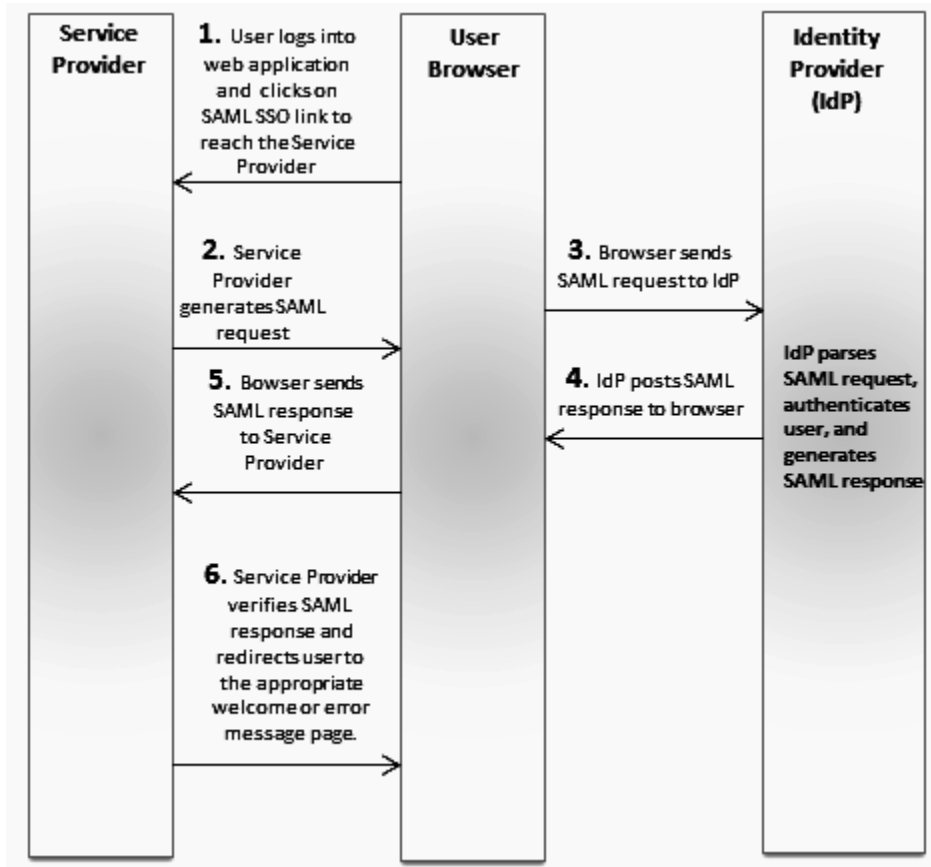 Service
Provider
1. User logs into
web application
and clicks on
SAML SSO link to
reach the Service
Provider
User
Browser
Identity
Provider
(IdP)
2. Service
Provider
generates SAML
request
3. Browser sends
SAML request to IdP
5. Bowser sends
SAML response
to Service
Provider
4. IdP posts SAML
response to browser
IdP parses
SAML request,
authenticates
user, and
generates
SAML response
6. Service Provider
verifies SAML
response and
redirects user to
the appropriate
welcome or error
message page.